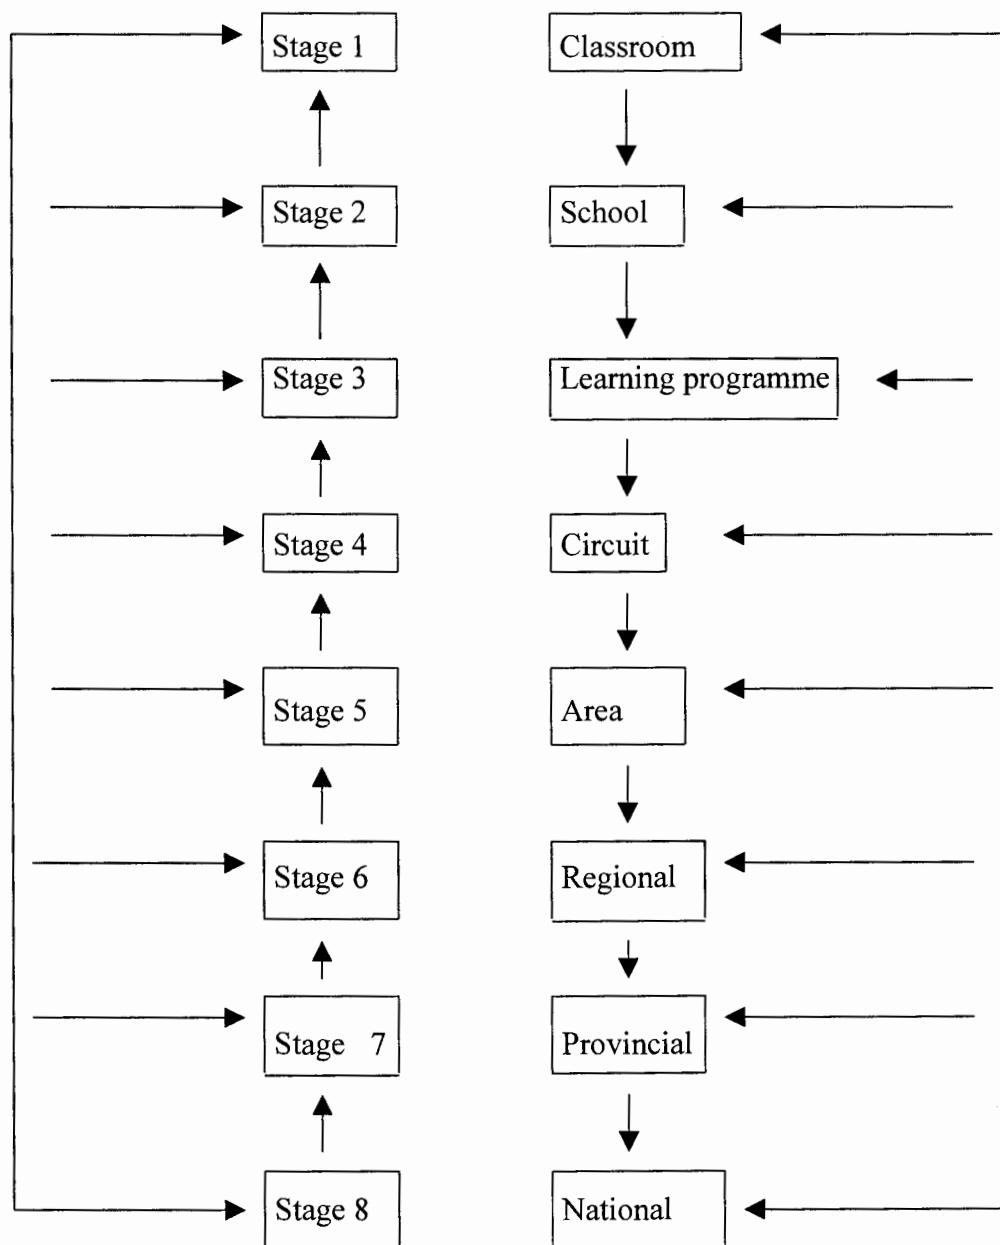 Stage 1 Classroom
Stage 2 School
Stage 3 Learning programme
Stage 4 Circuit
Stage 5 Area
Stage 6 Regional
Stage 7 Provincial
Stage 8 National